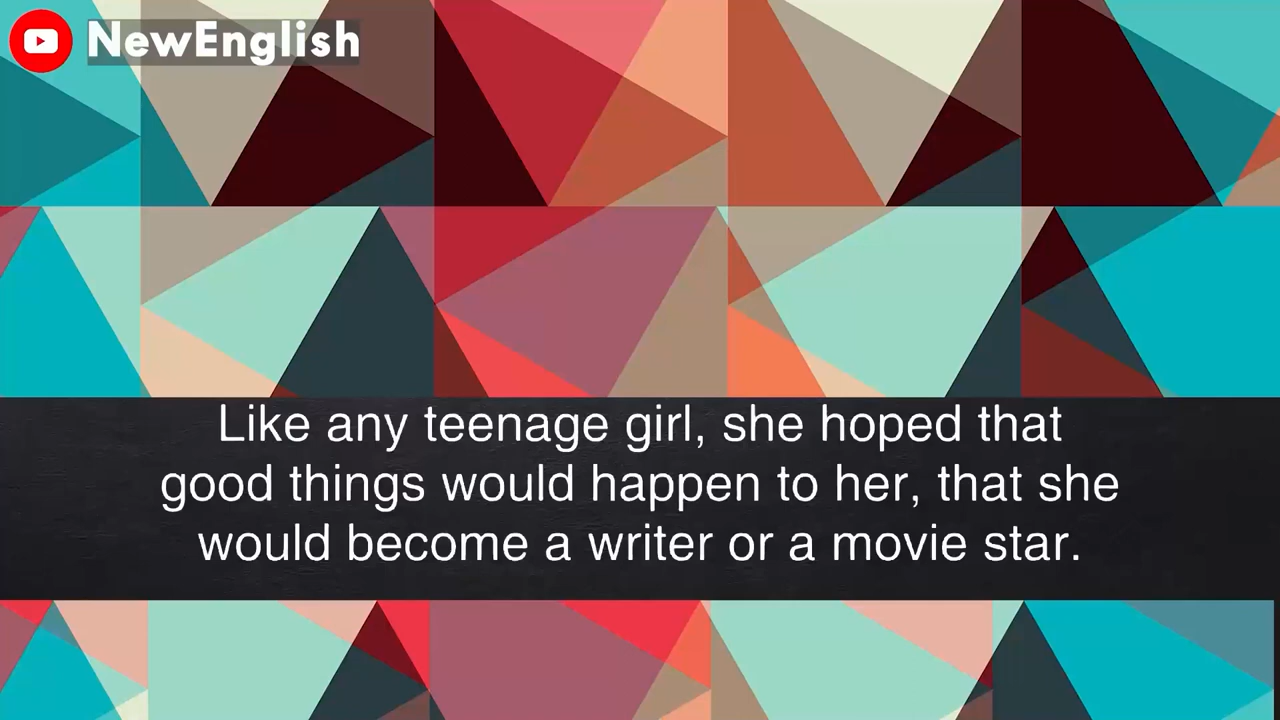 NewEnglish
Like any teenage girl, she hoped that
good things would happen to her, that she
would become a writer or a movie star.